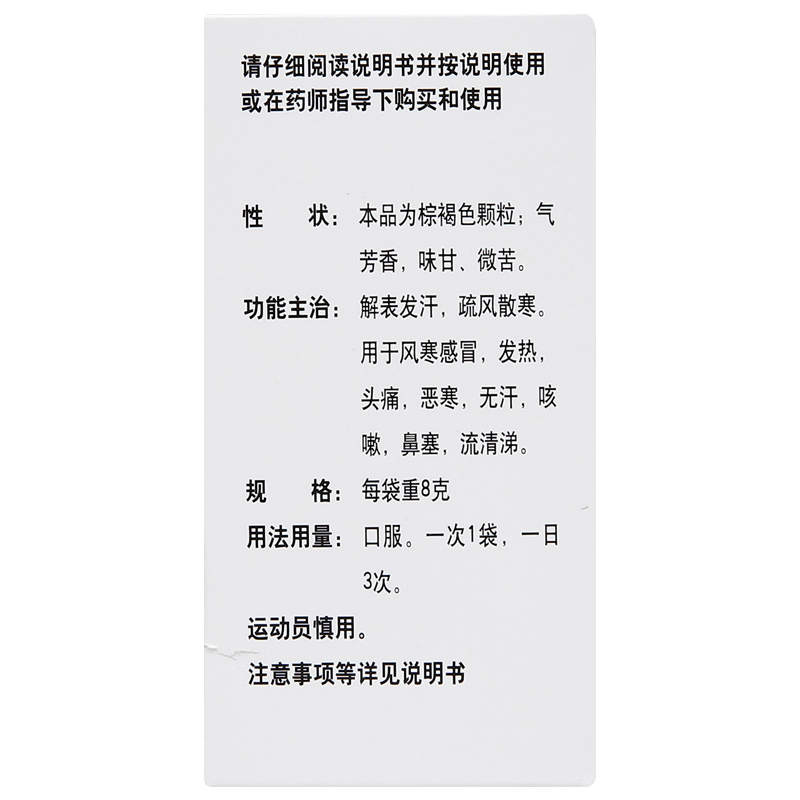 请仔细阅读说明书并按说明使用
或在药师指导下购买和使用
性 状：本品为棕褐色颗粒；气
芳香，味甘、微苦。
功能主治：解表发汗，疏风散寒。
用于风寒感冒，发热，
头痛，恶寒，无汗，咳
嗽，鼻塞，流清涕。
规 格：每袋重8克
用法用量：口服。一次1袋，一日
3次。
运动员慎用。
注意事项等详见说明书